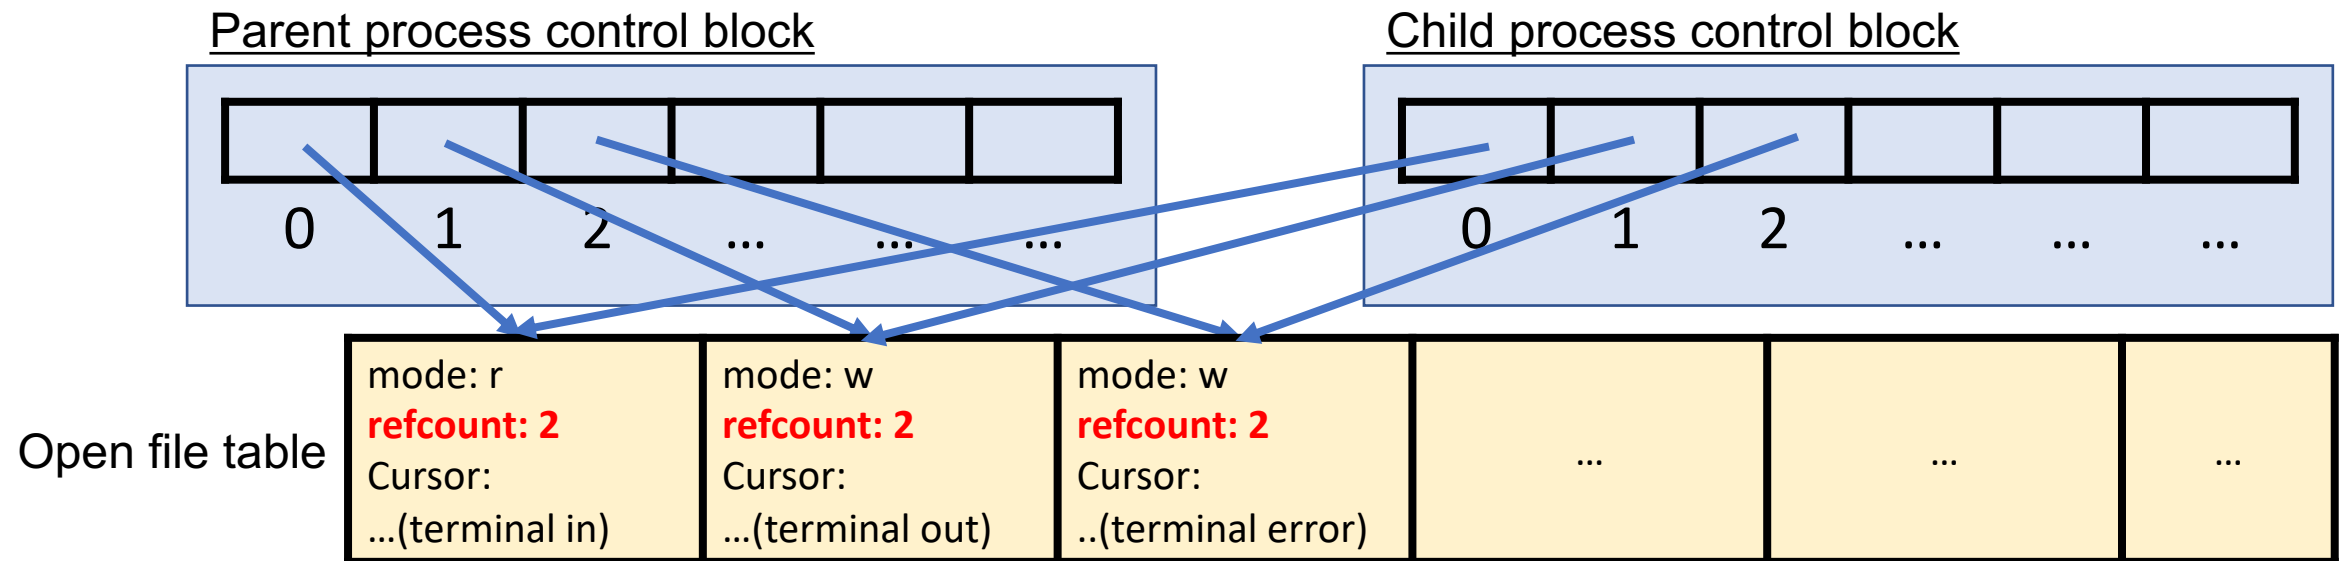 Parent process control block
Child process control block
0 1 2 ... ... ...
0 1 2 ... ... ...
Open file table
mode: r
refcount: 2
Cursor:
...(terminal in)
mode: w
refcount: 2
Cursor:
...(terminal out)
mode: w
refcount: 2
Cursor:
..(terminal error)
...
...
...